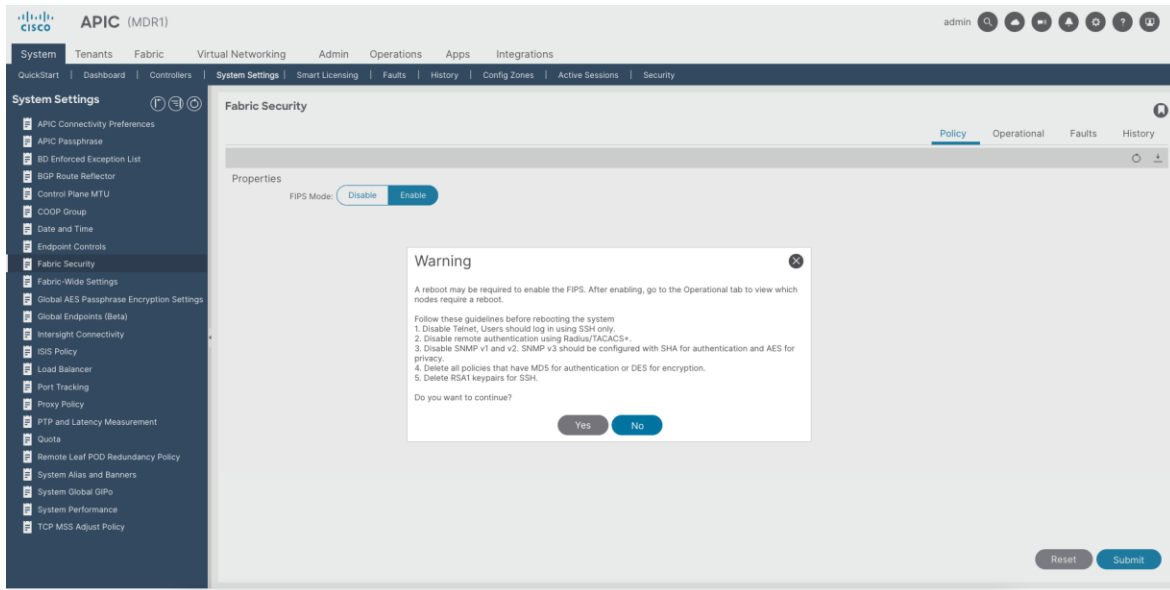 CISCO APIC (MDR1) admin
System Tenants Fabric Virtual Networking Admin Operations Apps Integrations
QuickStart | Dashboard | Controllers | System Settings | Smart Licensing | Faults | History | Config Zones | Active Sessions | Security
System Settings
APIC Connectivity Preferences
APIC Passphrase
BD Enforced Exception List
BGP Route Reflector
Control Plane MTU
COOP Group
Date and Time
Endpoint Controls
Fabric Security
Fabric-Wide Settings
Global AES Passphrase Encryption Settings
Global Endpoints (Beta)
Intersight Connectivity
ISIS Policy
Load Balancer
Port Tracking
Proxy Policy
PTP and Latency Measurement
Quota
Remote Leaf POD Redundancy Policy
System Alias and Banners
System Global GIPo
System Performance
TCP MSS Adjust Policy
Fabric Security
Policy Operational Faults History
Properties
FIPS Mode: Disable Enable
Warning
A reboot may be required to enable the FIPS. After enabling, go to the Operational tab to view which
nodes require a reboot.
Follow these guidelines before rebooting the system
1. Disable Telnet, Users should log in using SSH only.
2. Disable remote authentication using Radius/TACACS+.
3. Disable SNMP v1 and v2. SNMP v3 should be configured with SHA for authentication and AES for
privacy.
4. Delete all policies that have MD5 for authentication or DES for encryption.
5. Delete RSA1 keypairs for SSH.
Do you want to continue?
Yes No
Reset Submit